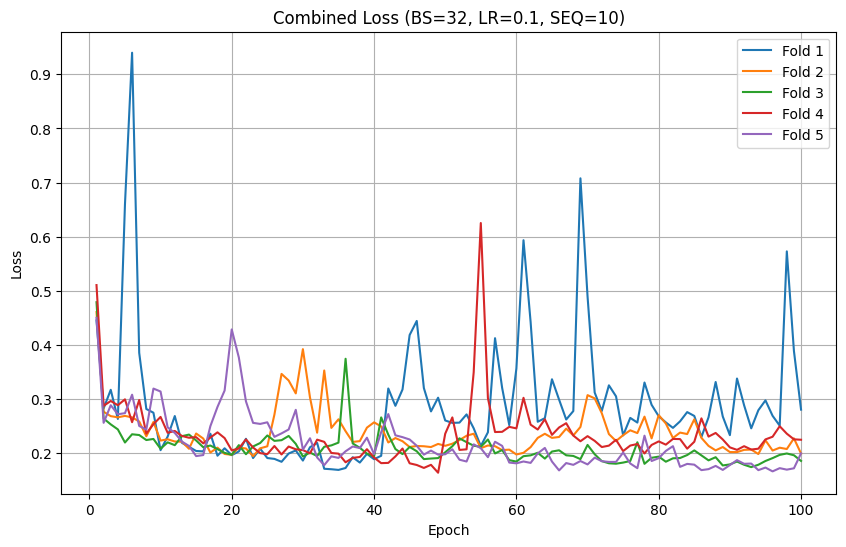 Combined Loss (BS=32, LR=0.1, SEQ=10)
Fold 1
Fold 2
Fold 3
Fold 4
Fold 5
Loss
0.9
0.8
0.7
0.6
0.5
0.4
0.3
0.2
0 20 40 60 80 100
Epoch